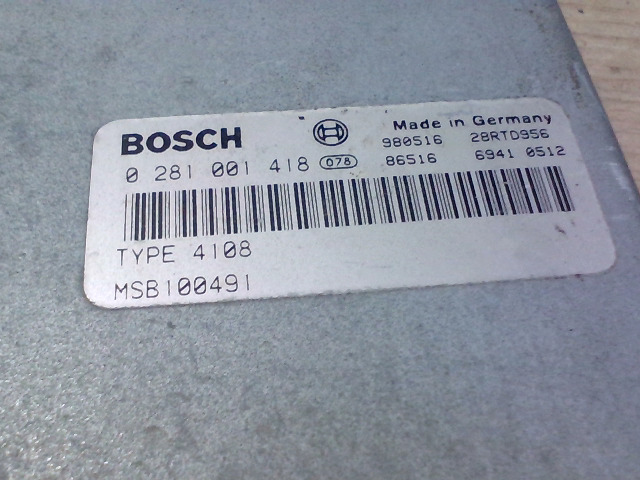 BOSCH
Made in Germany
980516 28RTD956
0 281 001 418 078 86516 6941 0512
TYPE 4108
MSB100491